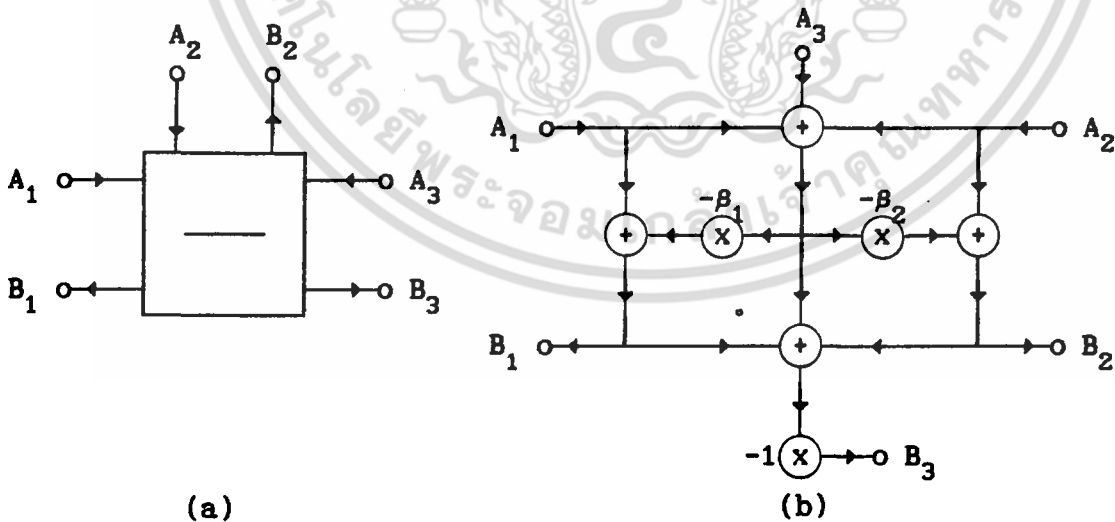 A₂ B₂
A₁ A₃
B₁ B₃
(a)
A₃
A₁ + A₂
-β₁ -β₂
+ x x +
B₁ + B₂
-1 x B₃
(b)